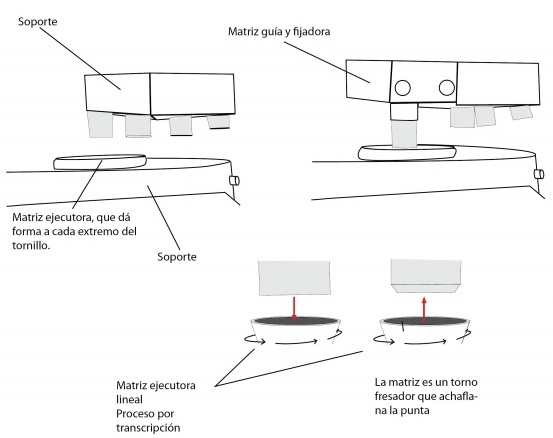 Soporte
Matriz guía y fijadora
Matriz ejecutora, que dá
forma a cada extremo del
tornillo.
Soporte
Matriz ejecutora
lineal
Proceso por
transcripción
La matriz es un torno
fresador que achafla-
na la punta